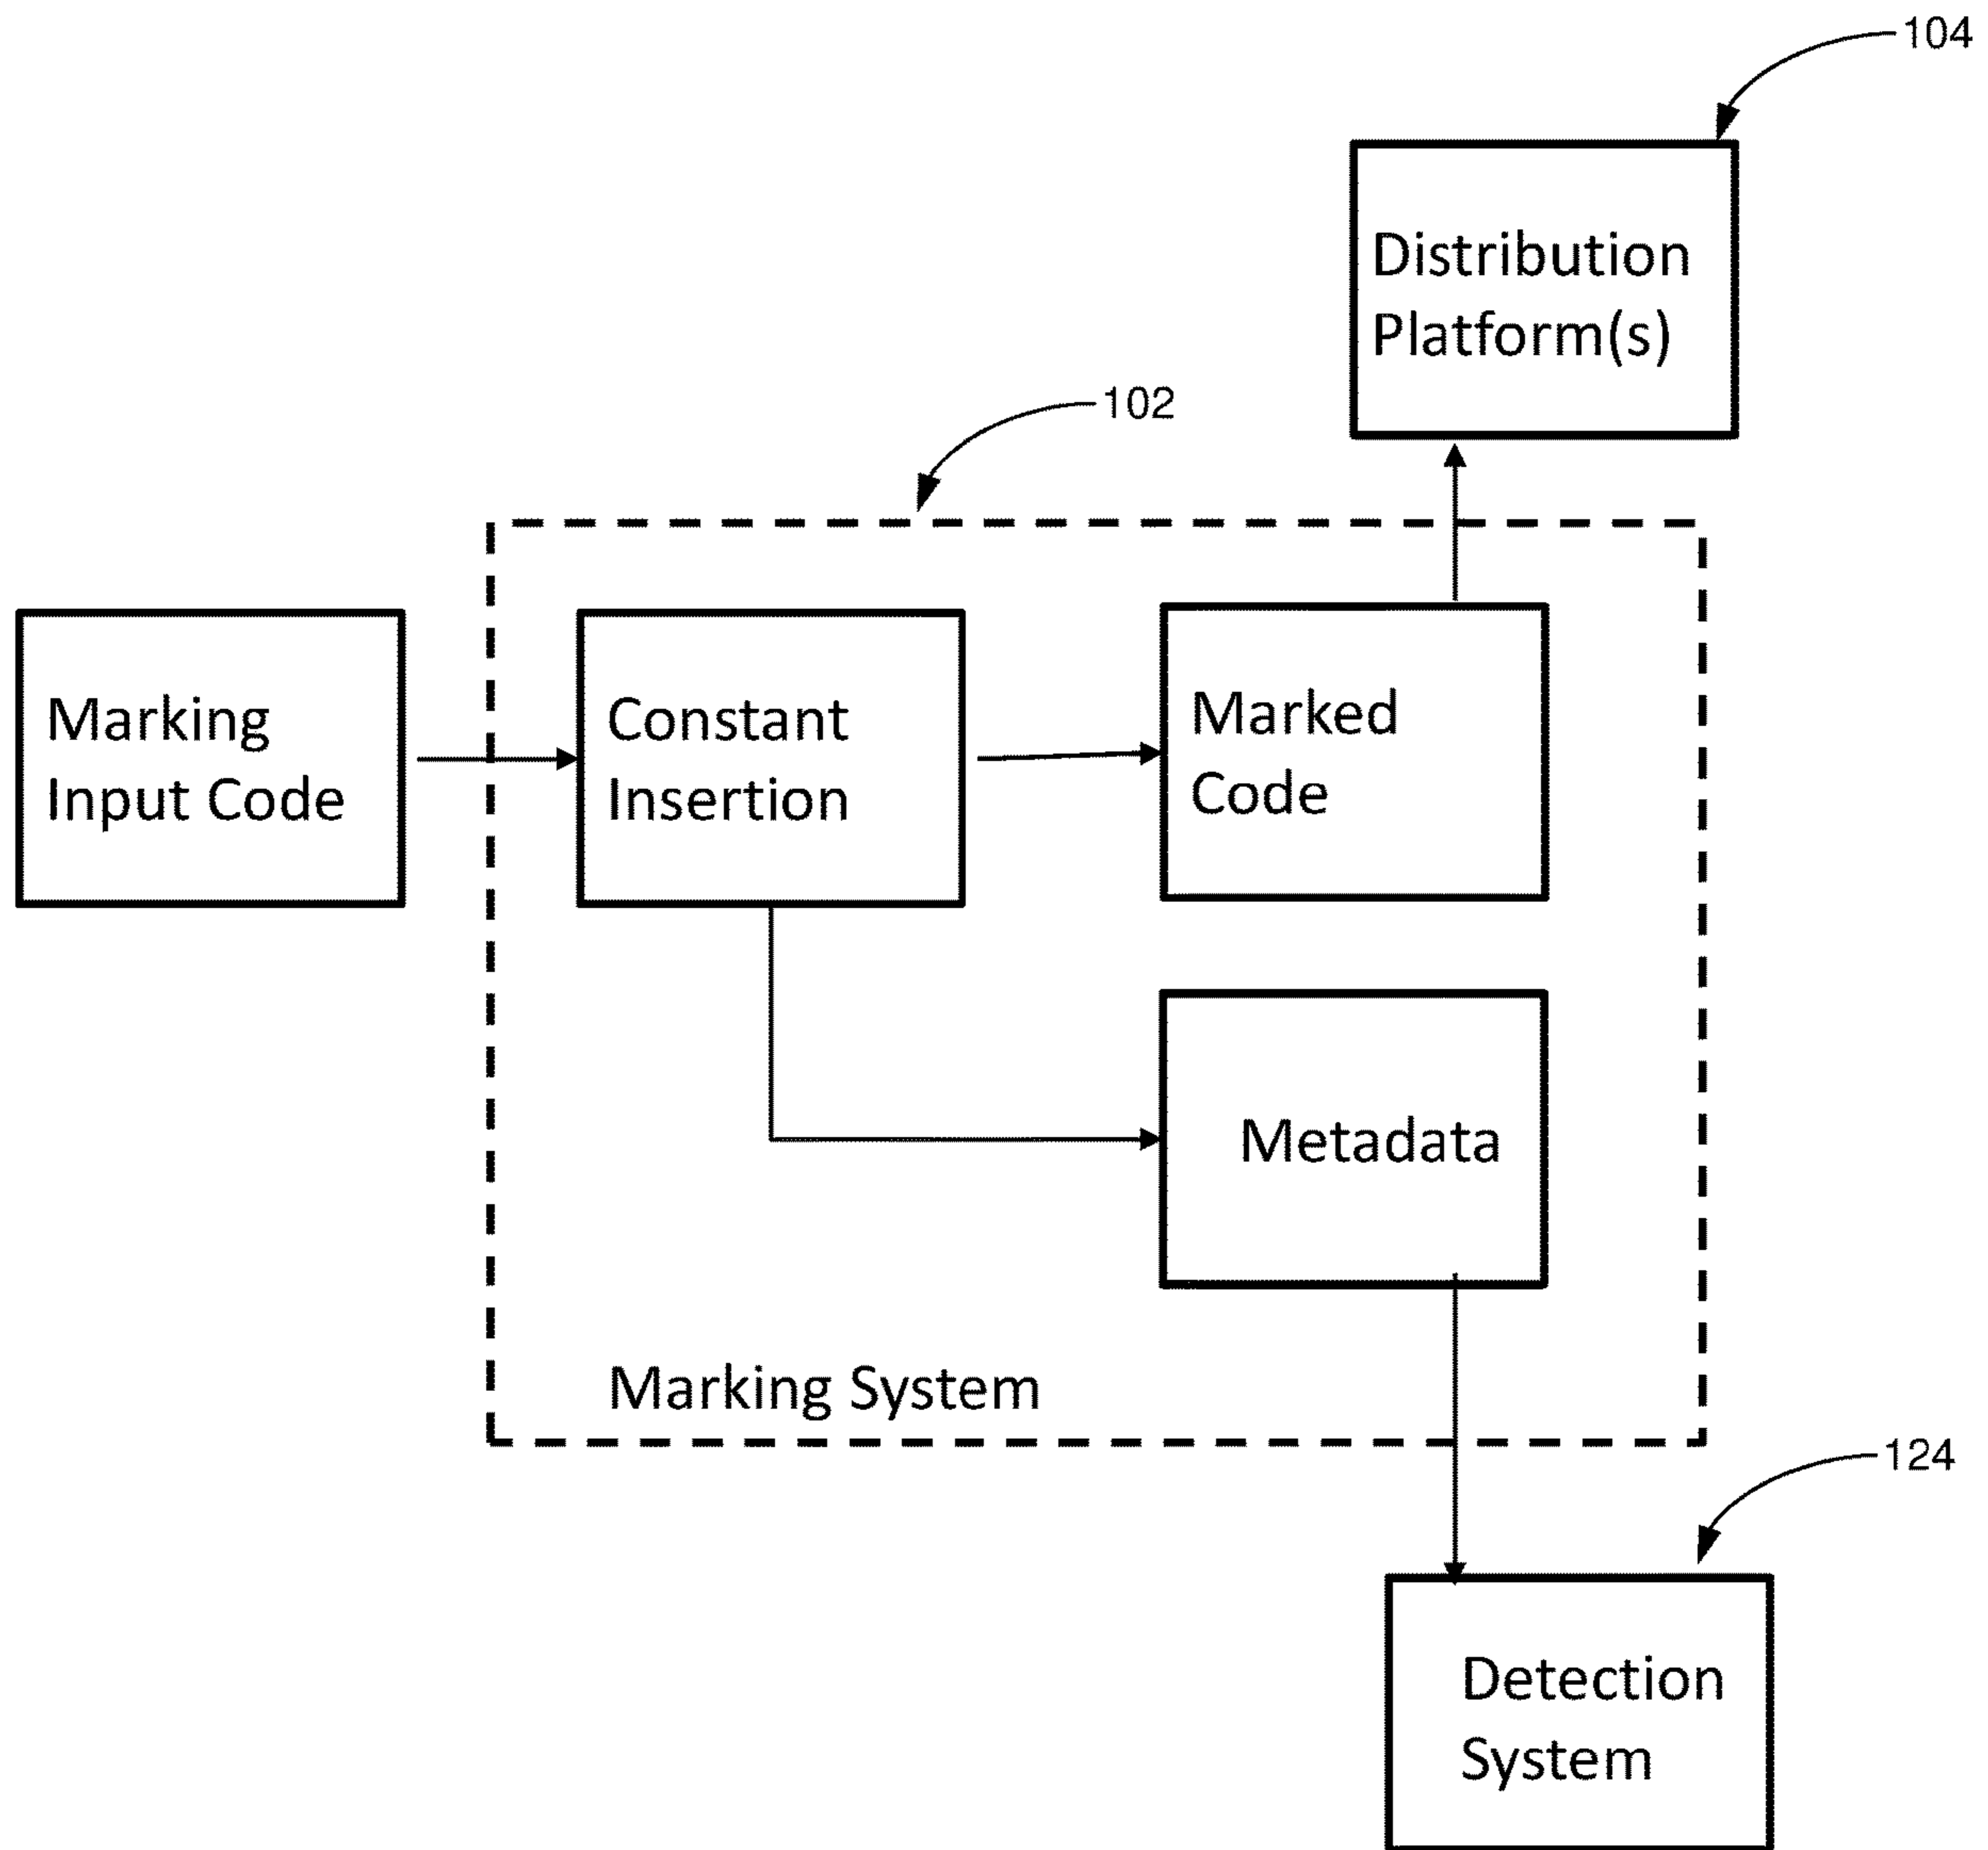 104
Distribution
Platform(s)
102
Marking
Input Code
Constant
Insertion
Marked
Code
Metadata
Marking System
124
Detection
System